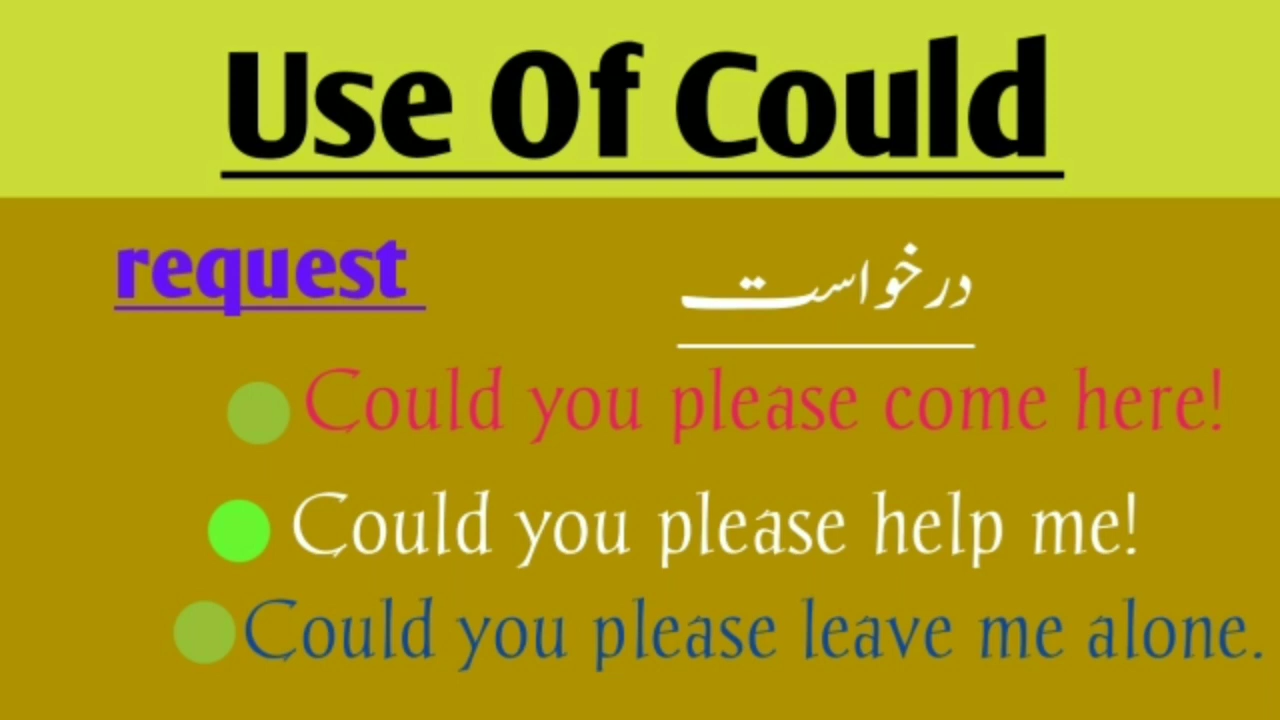 Use Of Could
request درخواست
Could you please come here!
Could you please help me!
Could you please leave me alone.